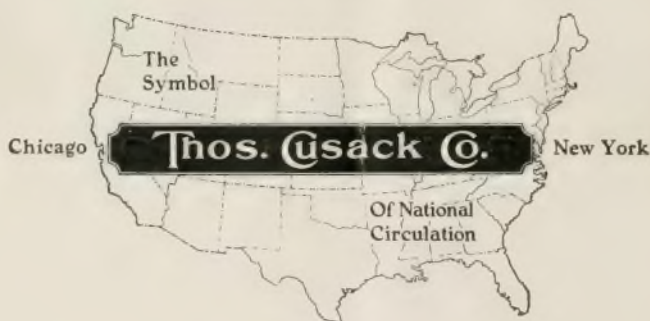 The
Symbol
Chicago
Thos. Cusack Co.
New York
Of National
Circulation